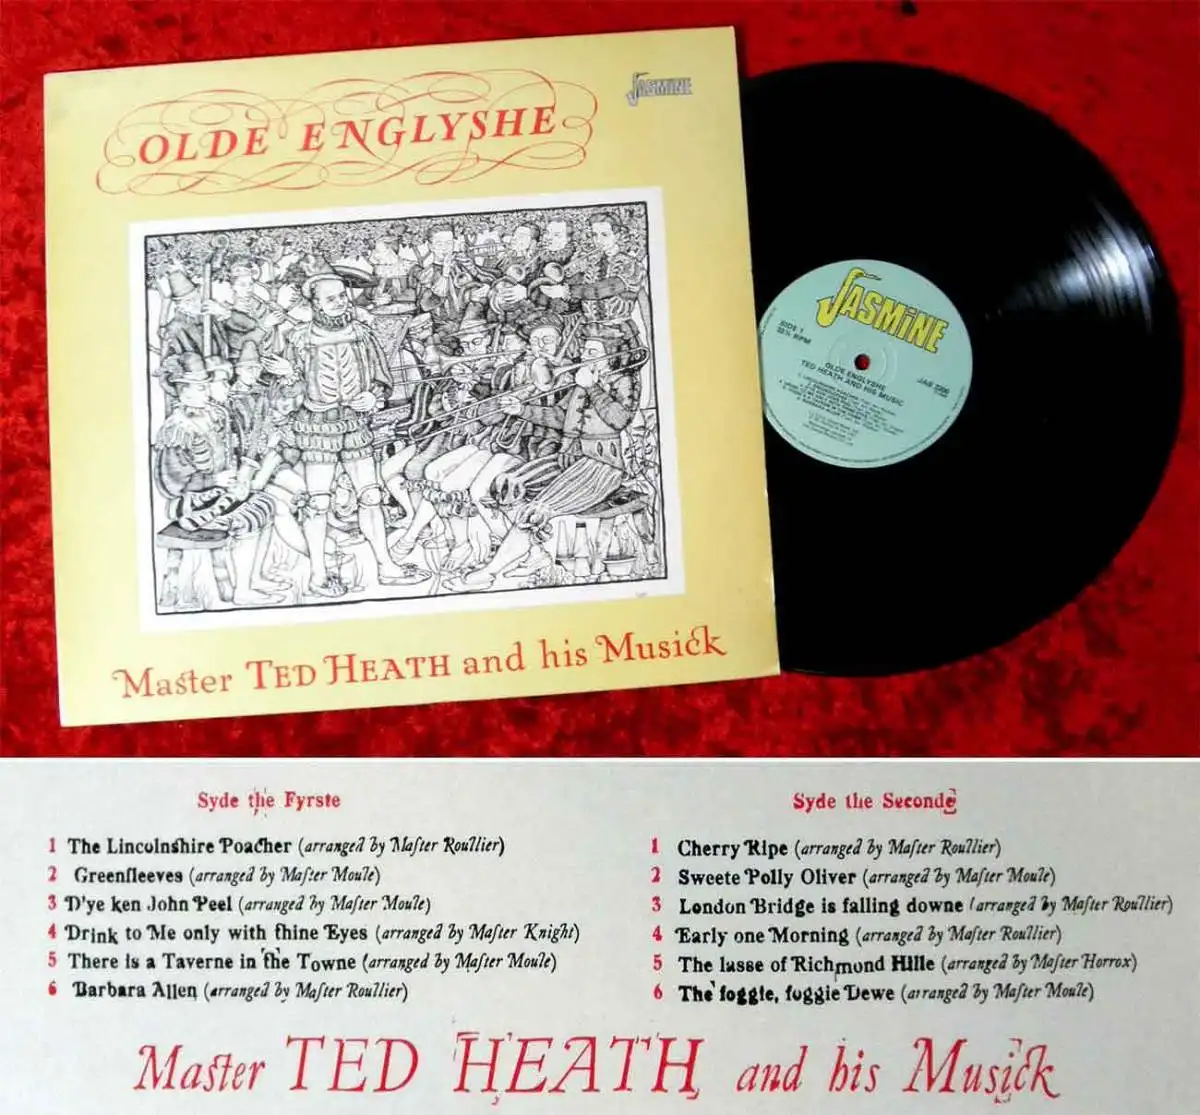 OLDE ENGLYSHE
JASMINE
Master TED HEATH and his Musick
JASMiNE
SIDE 1
33⅓ RPM
OLDE ENGLYSHE
TED HEATH AND HIS MUSIC
Syde the Fyrste
1 The Lincolnshire Poacher (arranged by Master Roullier)
2 Greensleeves (arranged by Master Moule)
3 D'ye ken John Peel (arranged by Master Moule)
4 Drink to Me only with thine Eyes (arranged by Master Knight)
5 There is a Taverne in the Towne (arranged by Master Moule)
6 Barbara Allen (arranged by Master Roullier)
Syde the Seconde
1 Cherry Ripe (arranged by Master Roullier)
2 Sweete Polly Oliver (arranged by Master Moule)
3 London Bridge is falling downe (arranged by Master Roullier)
4 Early one Morning (arranged by Master Roullier)
5 The lasse of Richmond Hille (arranged by Master Horrox)
6 The foggie, foggie Dewe (arranged by Master Moule)
Master TED HEATH and his Musick